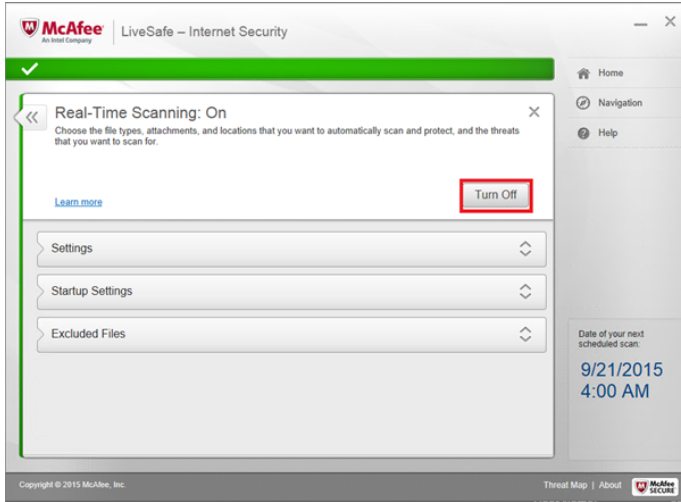 McAfee
An Intel Company
LiveSafe – Internet Security
Home
Navigation
Help
Real-Time Scanning: On
Choose the file types, attachments, and locations that you want to automatically scan and protect, and the threats
that you want to scan for.
Learn more
Turn Off
Settings
Startup Settings
Excluded Files
Date of your next
scheduled scan:
9/21/2015
4:00 AM
Copyright © 2015 McAfee, Inc.
Threat Map | About
McAfee
SECURE